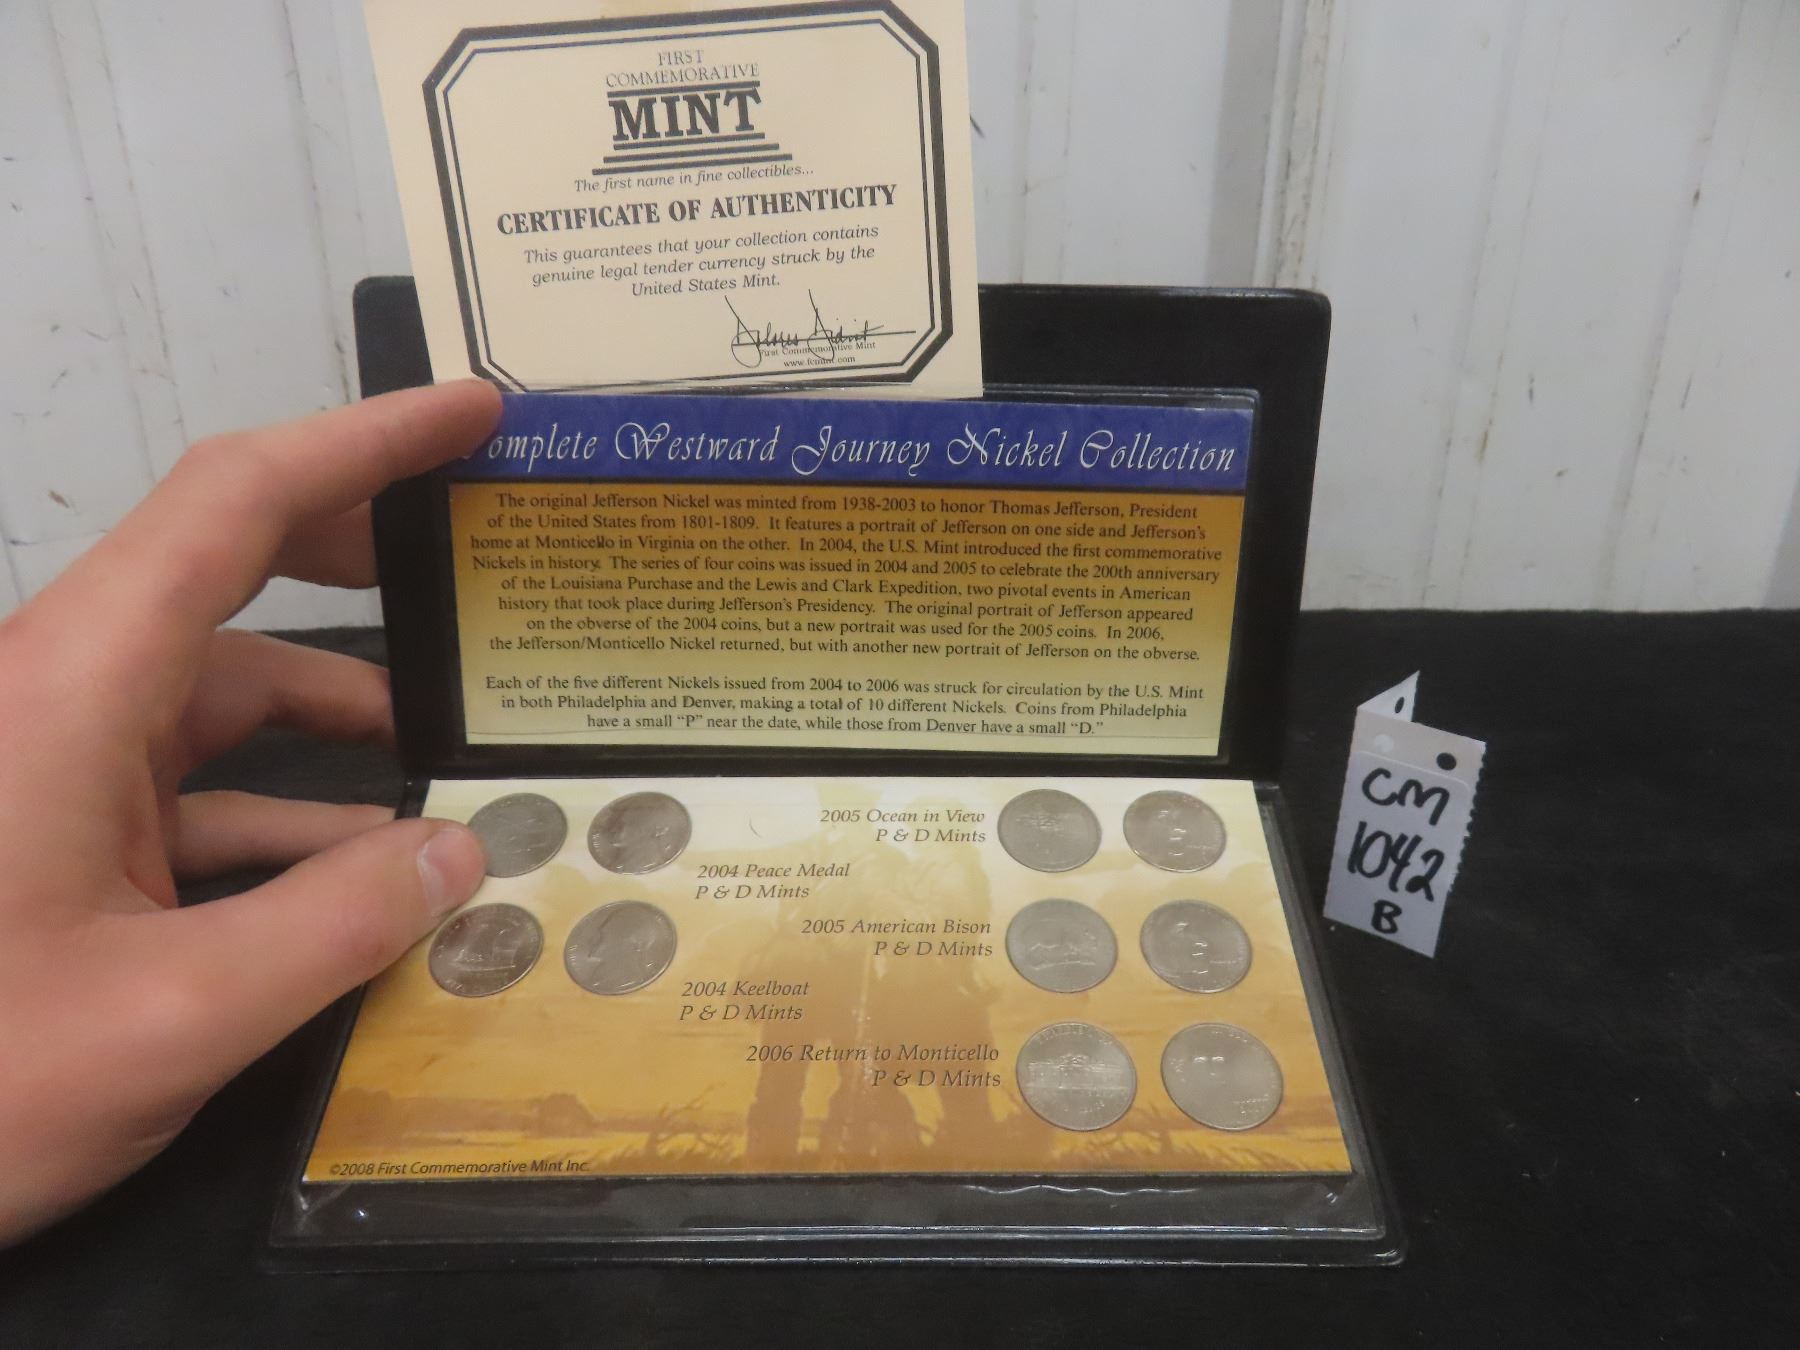 FIRST
COMMEMORATIVE
MINT
The first name in fine collectibles...
CERTIFICATE OF AUTHENTICITY
This guarantees that your collection contains
genuine legal tender currency struck by the
United States Mint.
First Commemorative Mint
www.fcmint.com
omplete Westward Journey Nickel Collection
The original Jefferson Nickel was minted from 1938-2003 to honor Thomas Jefferson, President
of the United States from 1801-1809. It features a portrait of Jefferson on one side and Jefferson's
home at Monticello in Virginia on the other. In 2004, the U.S. Mint introduced the first commemorative
Nickels in history. The series of four coins was issued in 2004 and 2005 to celebrate the 200th anniversary
of the Louisiana Purchase and the Lewis and Clark Expedition, two pivotal events in American
history that took place during Jefferson's Presidency. The original portrait of Jefferson appeared
on the obverse of the 2004 coins, but a new portrait was used for the 2005 coins. In 2006,
the Jefferson/Monticello Nickel returned, but with another new portrait of Jefferson on the obverse.
Each of the five different Nickels issued from 2004 to 2006 was struck for circulation by the U.S. Mint
in both Philadelphia and Denver, making a total of 10 different Nickels. Coins from Philadelphia
have a small "P" near the date, while those from Denver have a small "D."
2004 Peace Medal
P & D Mints
2004 Keelboat
P & D Mints
2005 Ocean in View
P & D Mints
2005 American Bison
P & D Mints
2006 Return to Monticello
P & D Mints
©2008 First Commemorative Mint Inc.
CM
1042
B